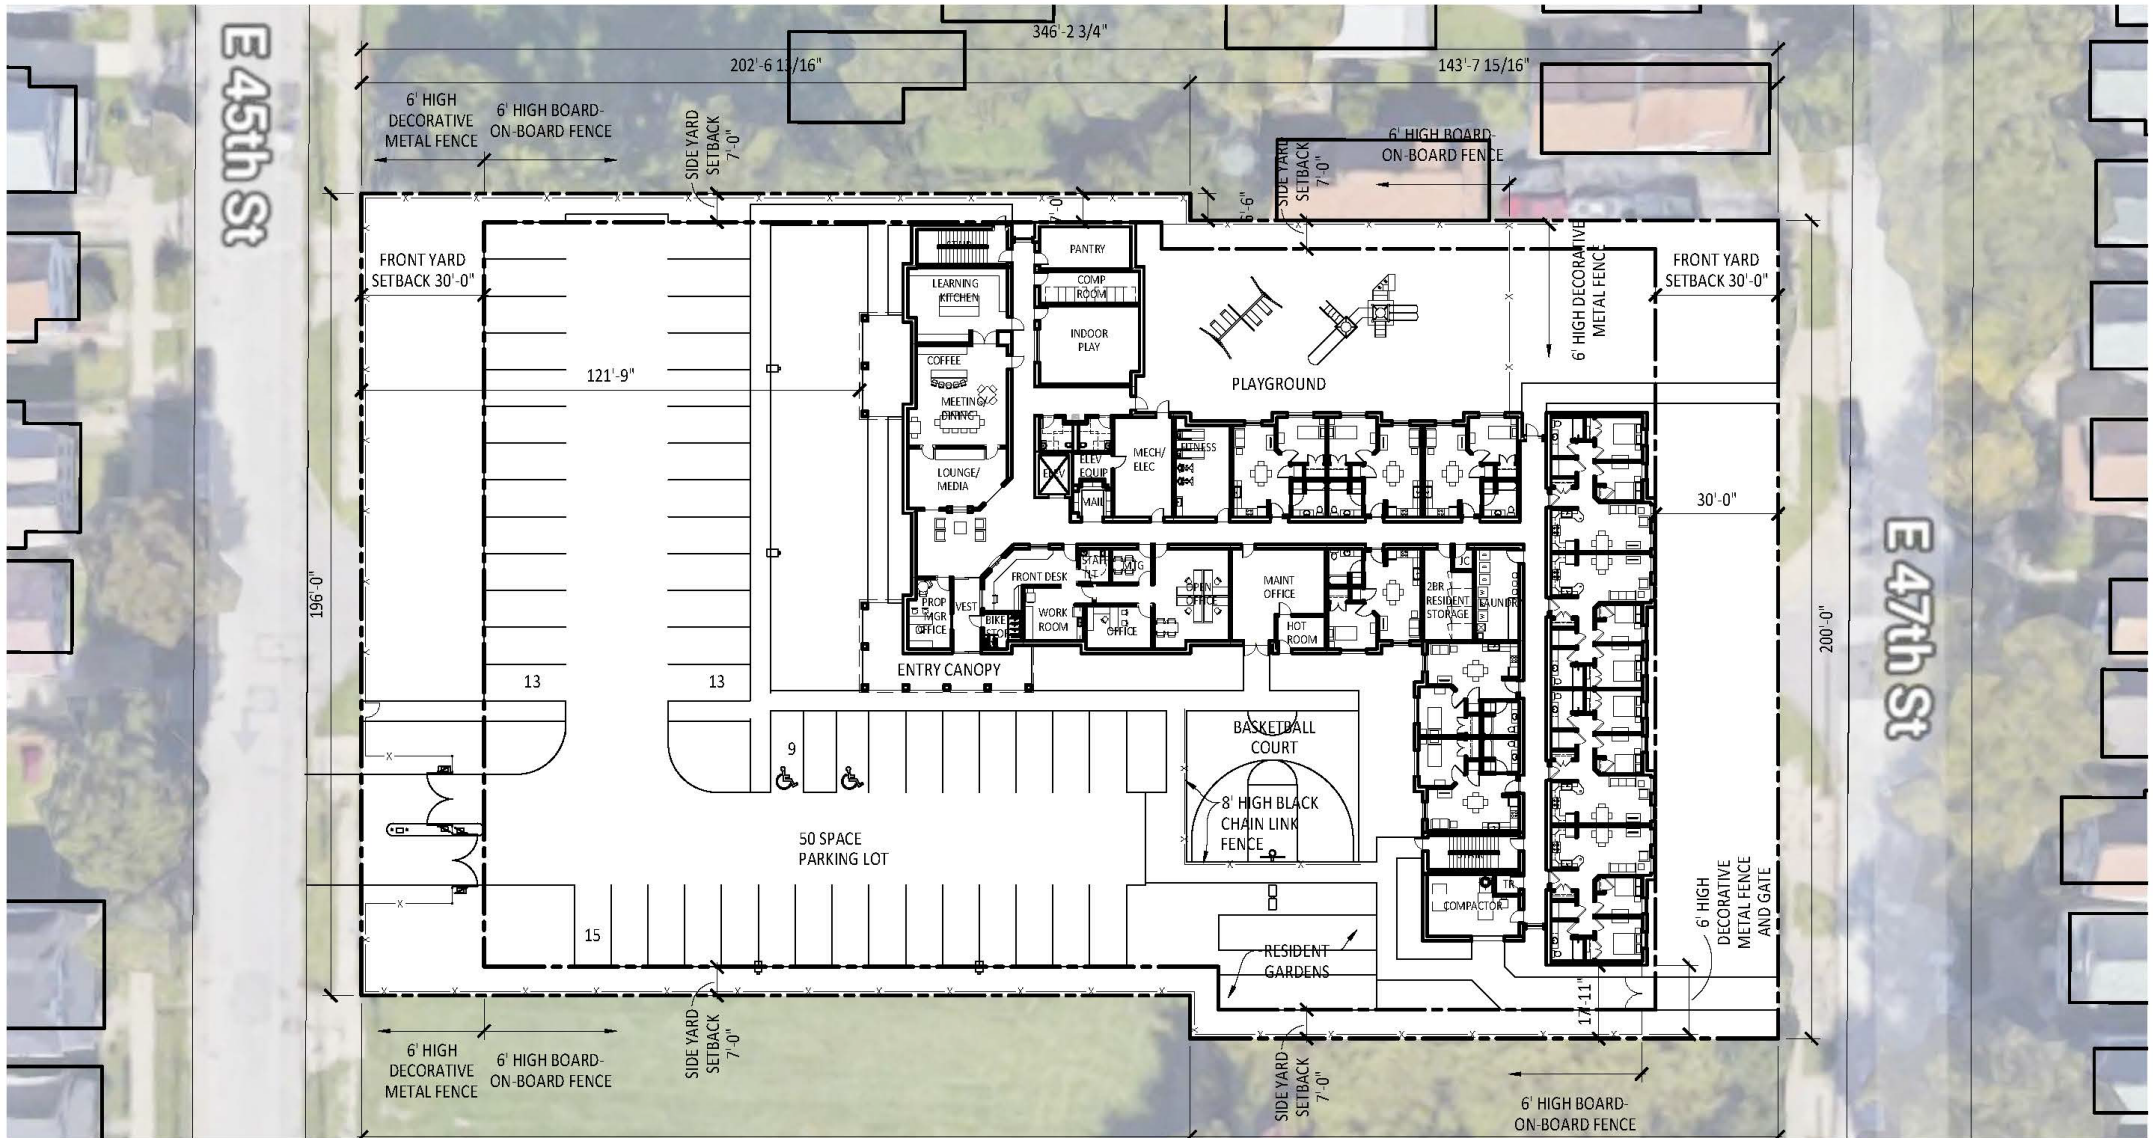 346'-2 3/4"
202'-6 13/16"
143'-7 15/16"
E 45th St
6' HIGH
DECORATIVE
METAL FENCE
6' HIGH BOARD-
ON-BOARD FENCE
SIDE YARD
SETBACK
7'-0"
SIDE YARD
SETBACK
7'-0"
6' HIGH BOARD-
ON-BOARD FENCE
7'-0"
FRONT YARD
SETBACK 30'-0"
PANTRY
COMP
ROOM
LEARNING
KITCHEN
INDOOR
PLAY
6' HIGH DECORATIVE
METAL FENCE
FRONT YARD
SETBACK 30'-0"
121'-9"
COFFEE
MEETING/
DINING
PLAYGROUND
LOUNGE/
MEDIA
ELEV
ELEV
EQUIP
MAIL
MECH/
ELEC
FITNESS
30'-0"
196'-0"
200'-0"
E 47th St
FRONT DESK
STAFF
TLT
MTG
OPEN
OFFICE
MAINT
OFFICE
HOT
ROOM
2BR
RESIDENT
STORAGE
JC
LAUNDRY
PROP
MGR
OFFICE
VEST
BIKE
STOR
WORK
ROOM
OFFICE
ENTRY CANOPY
13
13
9
BASKETBALL
COURT
8' HIGH BLACK
CHAIN LINK
FENCE
50 SPACE
PARKING LOT
STAIR
TR
COMPACTOR
15
RESIDENT
GARDENS
6' HIGH
DECORATIVE
METAL FENCE
AND GATE
17'-11"
6' HIGH
DECORATIVE
METAL FENCE
6' HIGH BOARD-
ON-BOARD FENCE
SIDE YARD
SETBACK
7'-0"
SIDE YARD
SETBACK
7'-0"
6' HIGH BOARD-
ON-BOARD FENCE